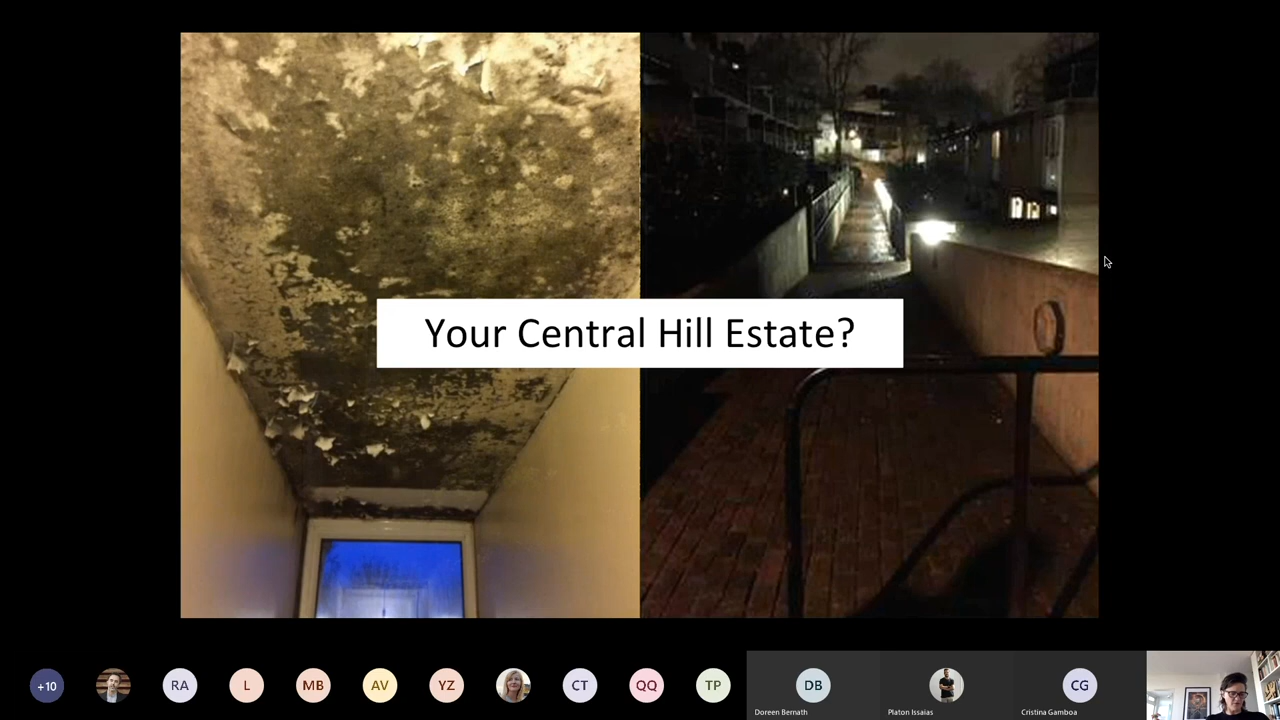 Your Central Hill Estate?
+10
RA
L
MB
AV
YZ
CT
QQ
TP
DB
Doreen Bernath
Platon Issaias
CG
Cristina Gamboa